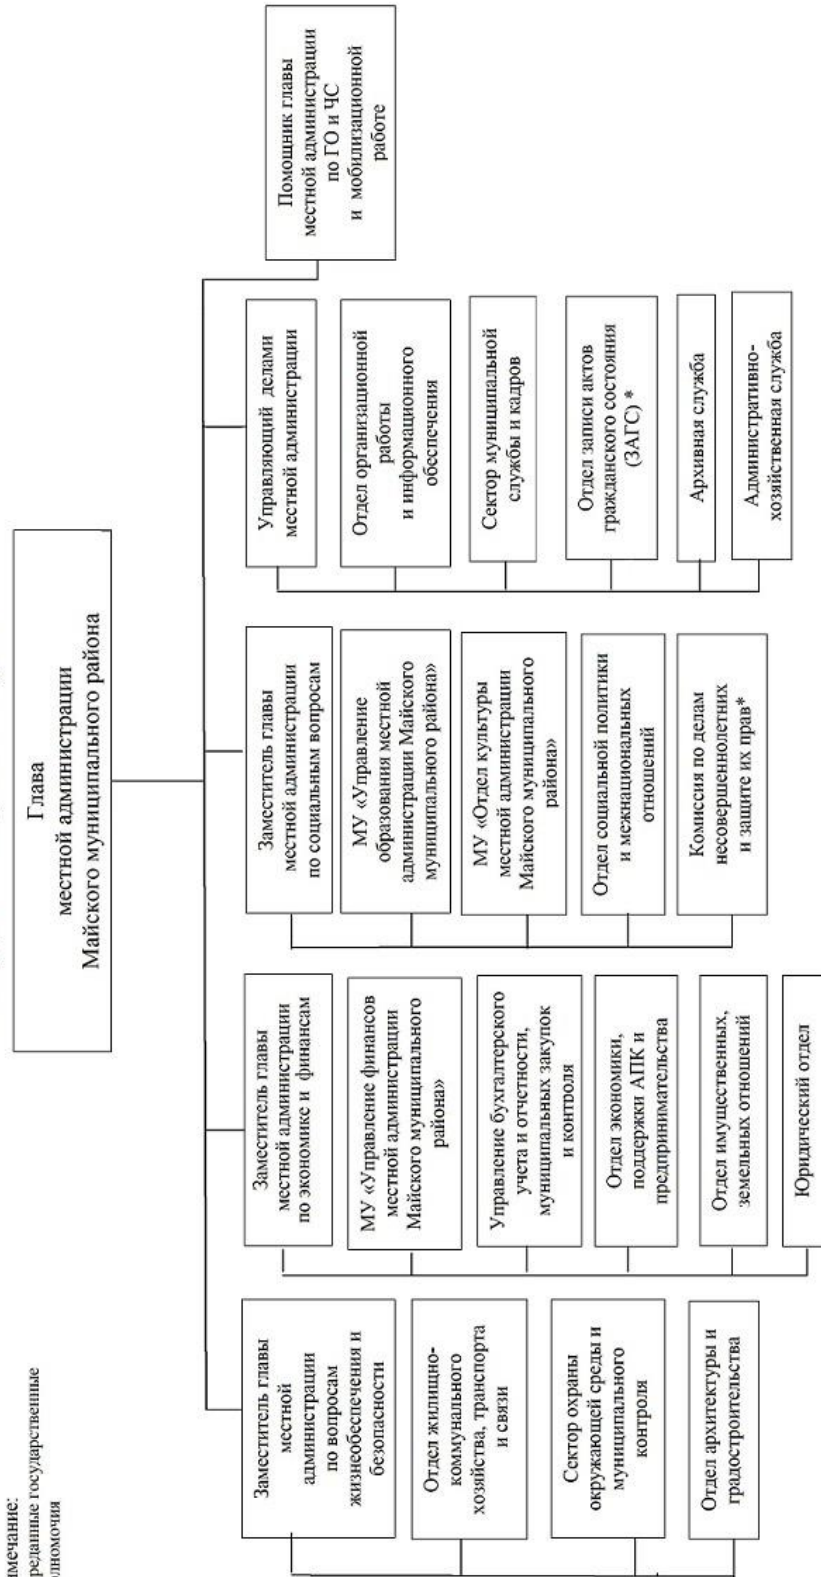 Глава
местной администрации
Майского муниципального района
Примечание:
переданные государственные
полномочия
Заместитель главы
местной
администрации
по вопросам
жизнеобеспечения и
безопасности
Отдел жилищно-
коммунального
хозяйства, транспорта
и связи
Сектор охраны
окружающей среды и
муниципального
контроля
Отдел архитектуры и
градостроительства
Заместитель главы
местной администрации
по экономике и финансам
МУ «Управление финансов
местной администрации
Майского муниципального
района»
Управление бухгалтерского
учета и отчетности,
муниципальных закупок
и контроля
Отдел экономики,
поддержки АПК и
предпринимательства
Отдел имущественных,
земельных отношений
Юридический отдел
Заместитель главы
местной администрации
по социальным вопросам
МУ «Управление
образования местной
администрации Майского
муниципального района»
МУ «Отдел культуры
местной администрации
Майского муниципального
района»
Отдел социальной политики
и межнациональных
отношений
Комиссия по делам
несовершеннолетних
и защите их прав*
Управляющий делами
местной администрации
Отдел организационной
работы
и информационного
обеспечения
Сектор муниципальной
службы и кадров
Отдел записи актов
гражданского состояния
(ЗАГС) *
Архивная служба
Административно-
хозяйственная служба
Помощник главы
местной администрации
по ГО и ЧС
и мобилизационной
работе